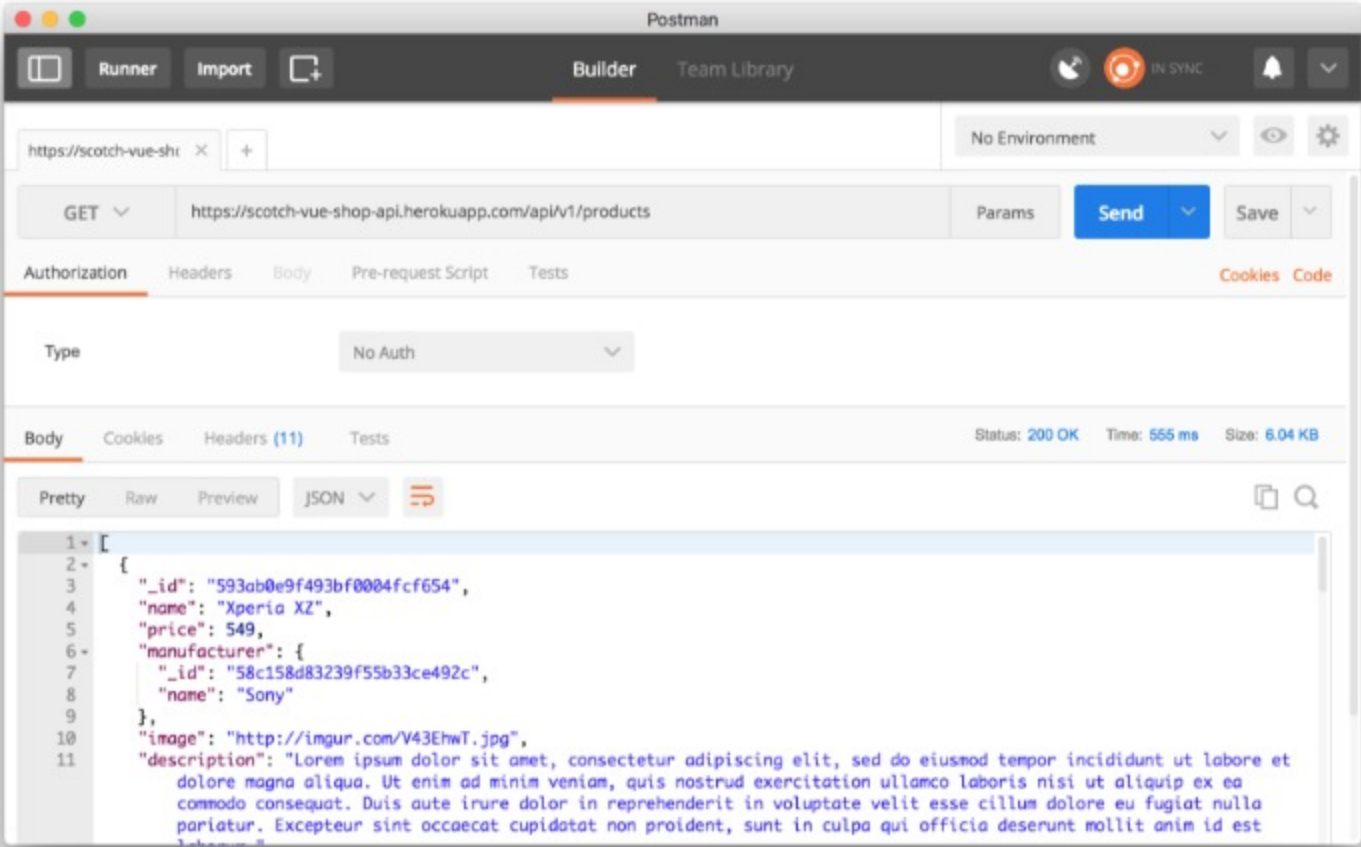 Postman
Runner Import Builder Team Library IN SYNC
https://scotch-vue-sh × + No Environment
GET https://scotch-vue-shop-api.herokuapp.com/api/v1/products Params Send Save
Authorization Headers Body Pre-request Script Tests Cookies Code
Type No Auth
Body Cookies Headers (11) Tests Status: 200 OK Time: 555 ms Size: 6.04 KB
Pretty Raw Preview JSON
1 [
2 {
3 "_id": "593ab0e9f493bf0004fcf654",
4 "name": "Xperia XZ",
5 "price": 549,
6 "manufacturer": {
7 "_id": "58c158d83239f55b33ce492c",
8 "name": "Sony"
9 },
10 "image": "http://imgur.com/V43EhwT.jpg",
11 "description": "Lorem ipsum dolor sit amet, consectetur adipiscing elit, sed do eiusmod tempor incididunt ut labore et
dolore magna aliqua. Ut enim ad minim veniam, quis nostrud exercitation ullamco laboris nisi ut aliquip ex ea
commodo consequat. Duis aute irure dolor in reprehenderit in voluptate velit esse cillum dolore eu fugiat nulla
pariatur. Excepteur sint occaecat cupidatat non proident, sunt in culpa qui officia deserunt mollit anim id est